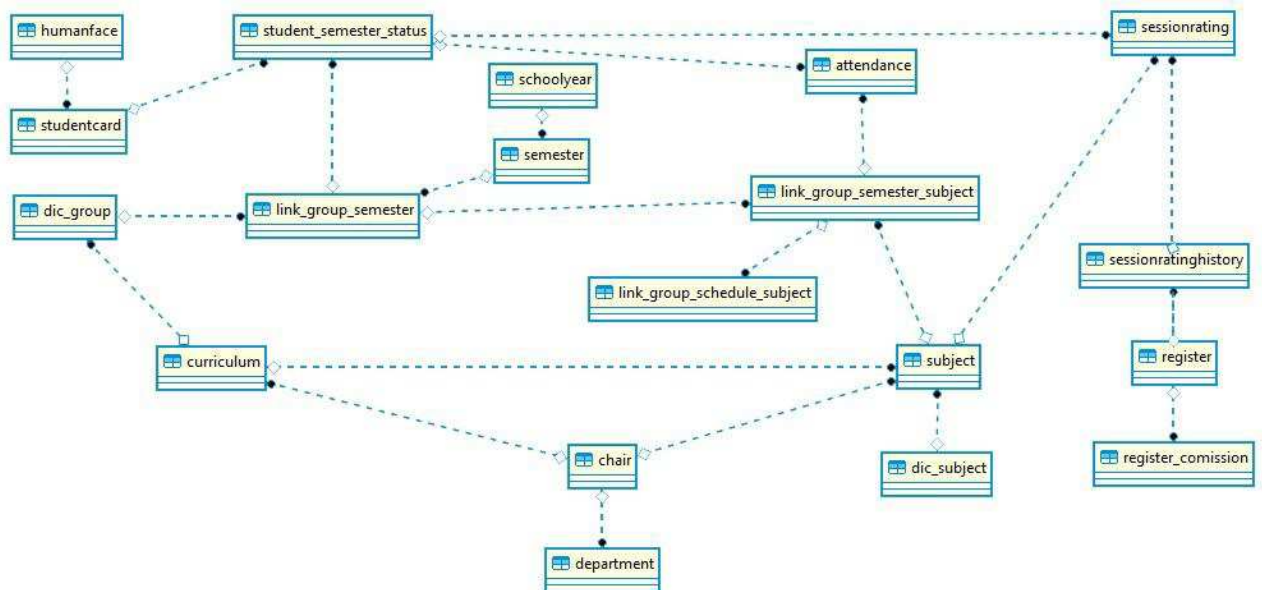 humanface
student_semester_status
sessionrating
attendance
schoolyear
studentcard
semester
link_group_semester_subject
dic_group
link_group_semester
sessionratinghistory
link_group_schedule_subject
curriculum
subject
register
chair
dic_subject
register_comission
department